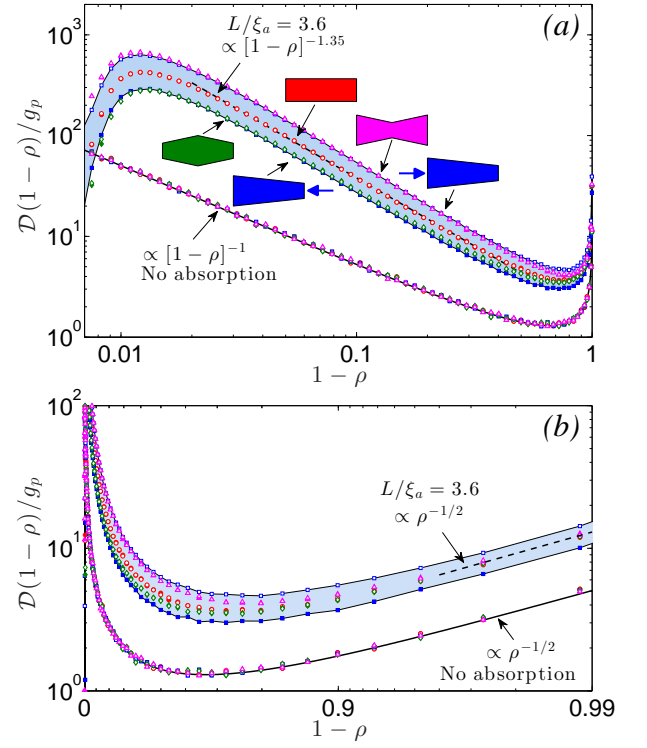 (a)
L/ξ_a = 3.6
∝ [1 − ρ]^{−1.35}
∝ [1 − ρ]^{−1}
No absorption
D(1 − ρ)/g_p
10^3
10^2
10^1
10^0
0.01 0.1 1
1 − ρ
(b)
L/ξ_a = 3.6
∝ ρ^{−1/2}
∝ ρ^{−1/2}
No absorption
D(1 − ρ)/g_p
10^2
10^1
10^0
0 0.9 0.99
1 − ρ